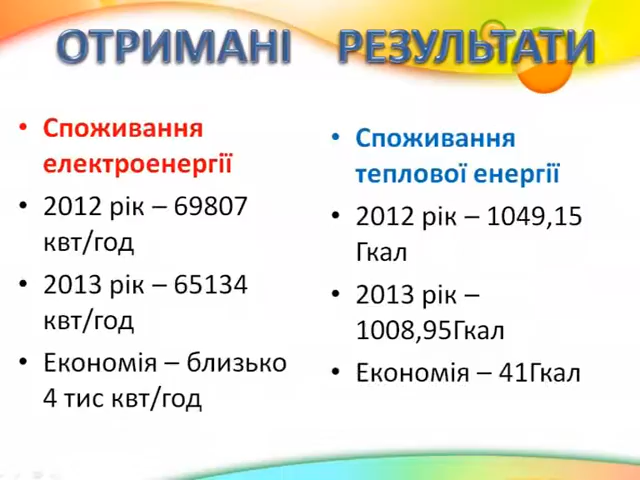 ОТРИМАНІ РЕЗУЛЬТАТИ
• Споживання
електроенергії
• 2012 рік – 69807
квт/год
• 2013 рік – 65134
квт/год
• Економія – близько
4 тис квт/год
• Споживання
теплової енергії
• 2012 рік – 1049,15
Гкал
• 2013 рік –
1008,95Гкал
• Економія – 41Гкал